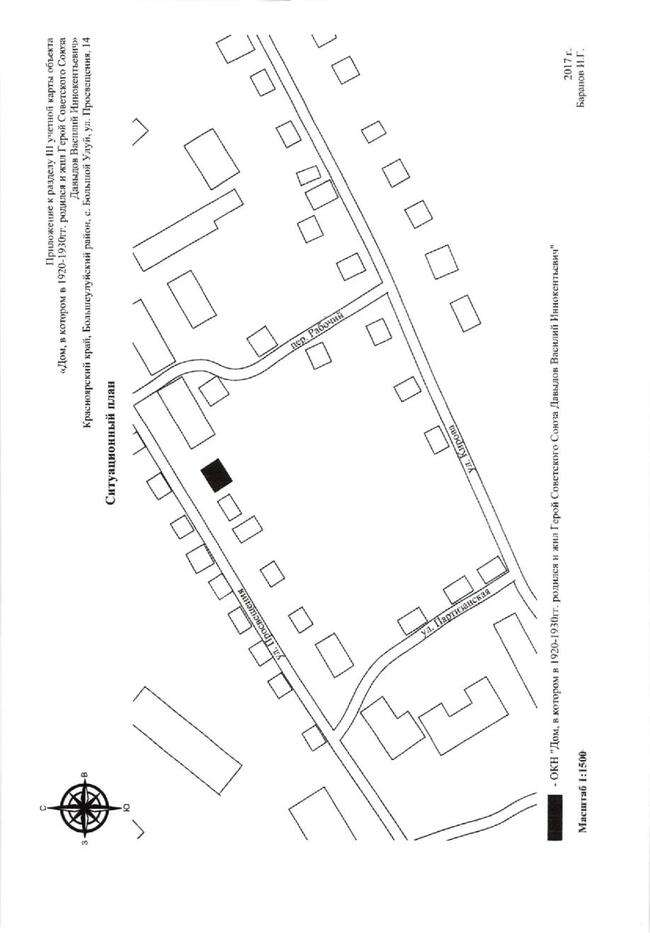 Приложение к разделу III учетной карты объекта
«Дом, в котором в 1920-1930гг. родился и жил Герой Советского Союза
Давыдов Василий Иннокентьевич»
Красноярский край, Большеулуйский район, с. Большой Улуй, ул. Просвещения, 14
Ситуационный план
С
З
В
Ю
пер. Рабочий
ул. Просвещения
ул. Кирова
ул. Партизанская
- ОКН "Дом, в котором в 1920-1930гг. родился и жил Герой Советского Союза Давыдов Василий Иннокентьевич"
Масштаб 1:1500
2017 г.
Баранов И.Г.